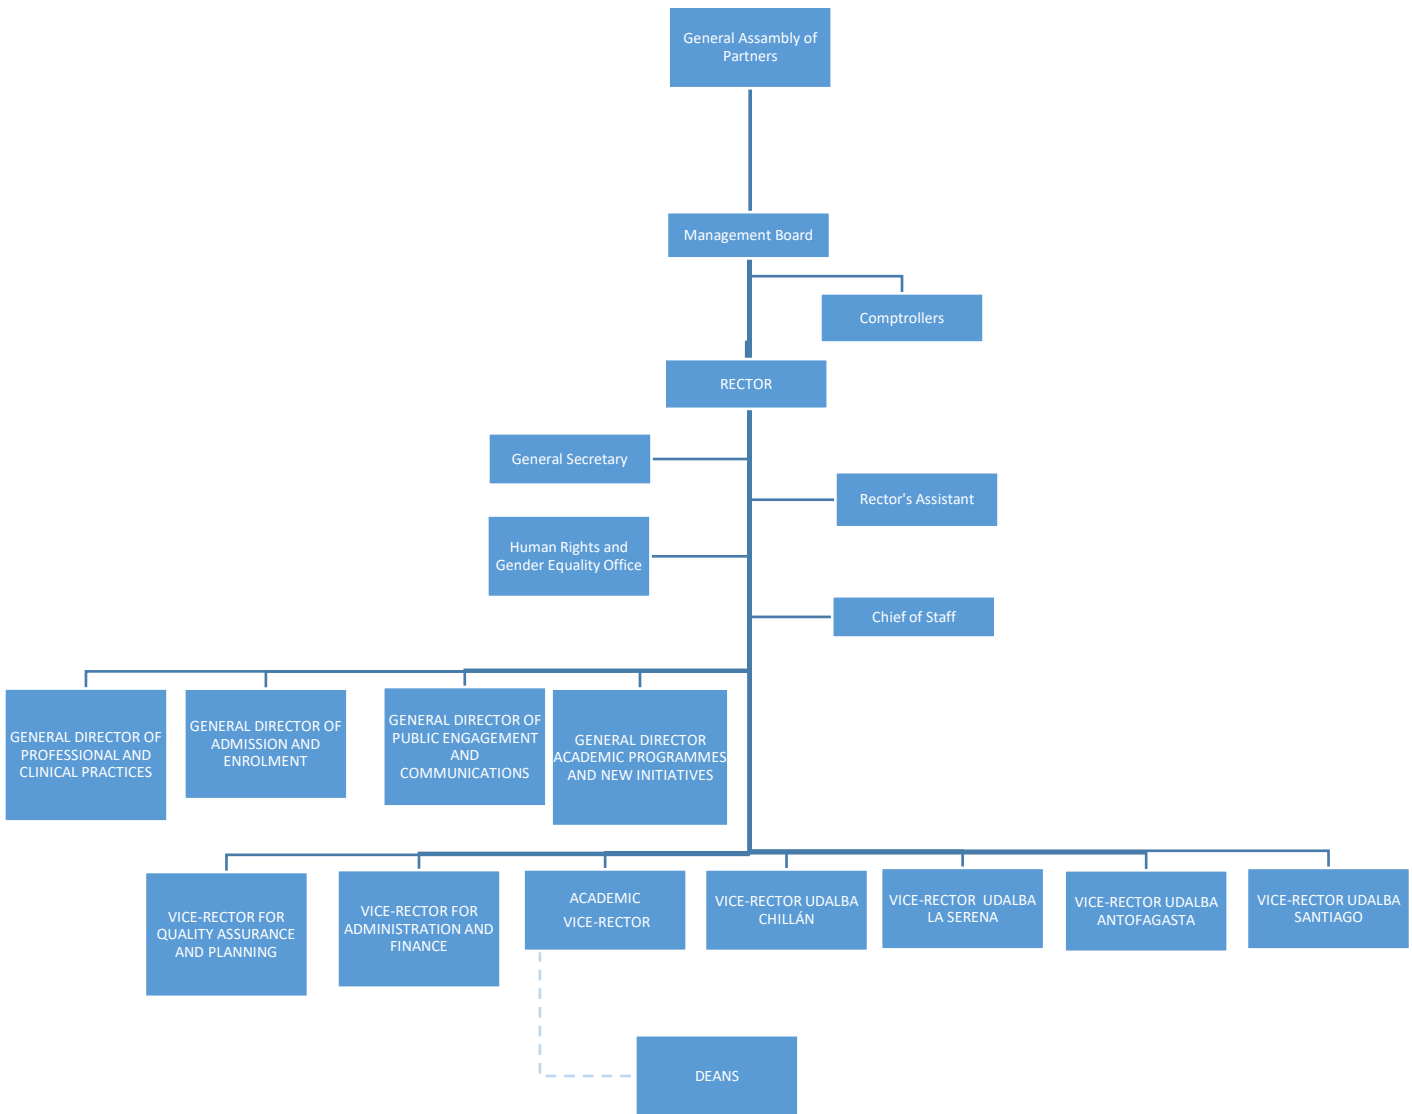 General Assambly of
Partners
Management Board
Comptrollers
RECTOR
General Secretary
Rector's Assistant
Human Rights and
Gender Equality Office
Chief of Staff
GENERAL DIRECTOR OF
PROFESSIONAL AND
CLINICAL PRACTICES
GENERAL DIRECTOR OF
ADMISSION AND
ENROLMENT
GENERAL DIRECTOR OF
PUBLIC ENGAGEMENT
AND
COMMUNICATIONS
GENERAL DIRECTOR
ACADEMIC PROGRAMMES
AND NEW INITIATIVES
VICE-RECTOR FOR
QUALITY ASSURANCE
AND PLANNING
VICE-RECTOR FOR
ADMINISTRATION AND
FINANCE
ACADEMIC
VICE-RECTOR
VICE-RECTOR UDALBA
CHILLÁN
VICE-RECTOR UDALBA
LA SERENA
VICE-RECTOR UDALBA
ANTOFAGASTA
VICE-RECTOR UDALBA
SANTIAGO
DEANS